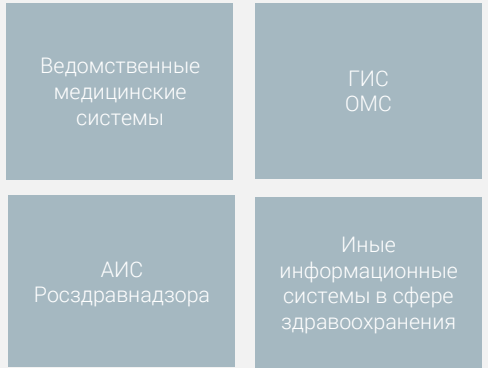 Ведомственные
медицинские
системы
ГИС
ОМС
АИС
Росздравнадзора
Иные
информационные
системы в сфере
здравоохранения